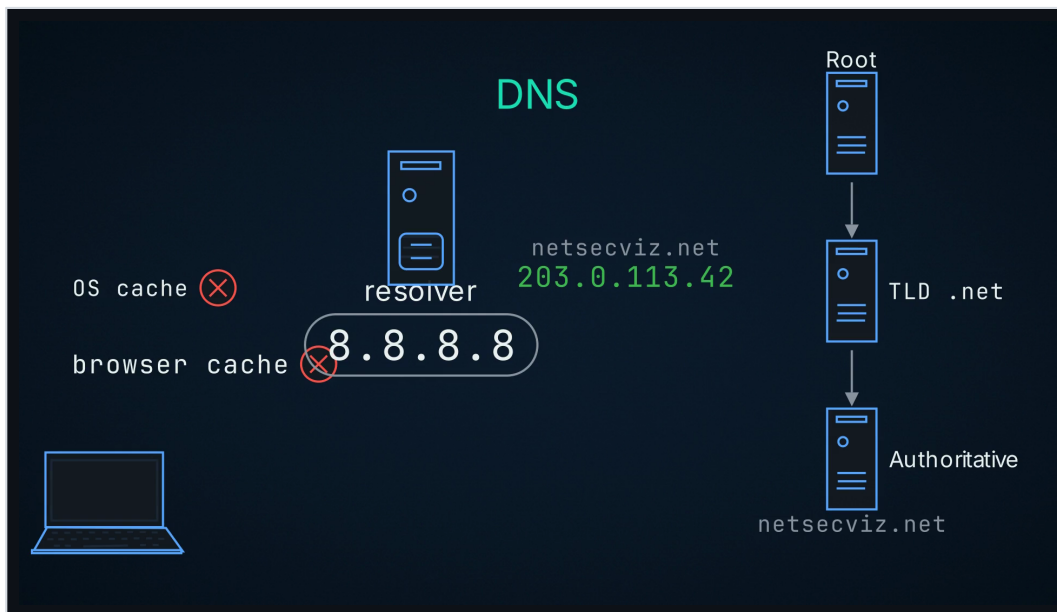 DNS
OS cache
browser cache
resolver
8.8.8.8
netsecviz.net
203.0.113.42
Root
TLD .net
Authoritative
netsecviz.net